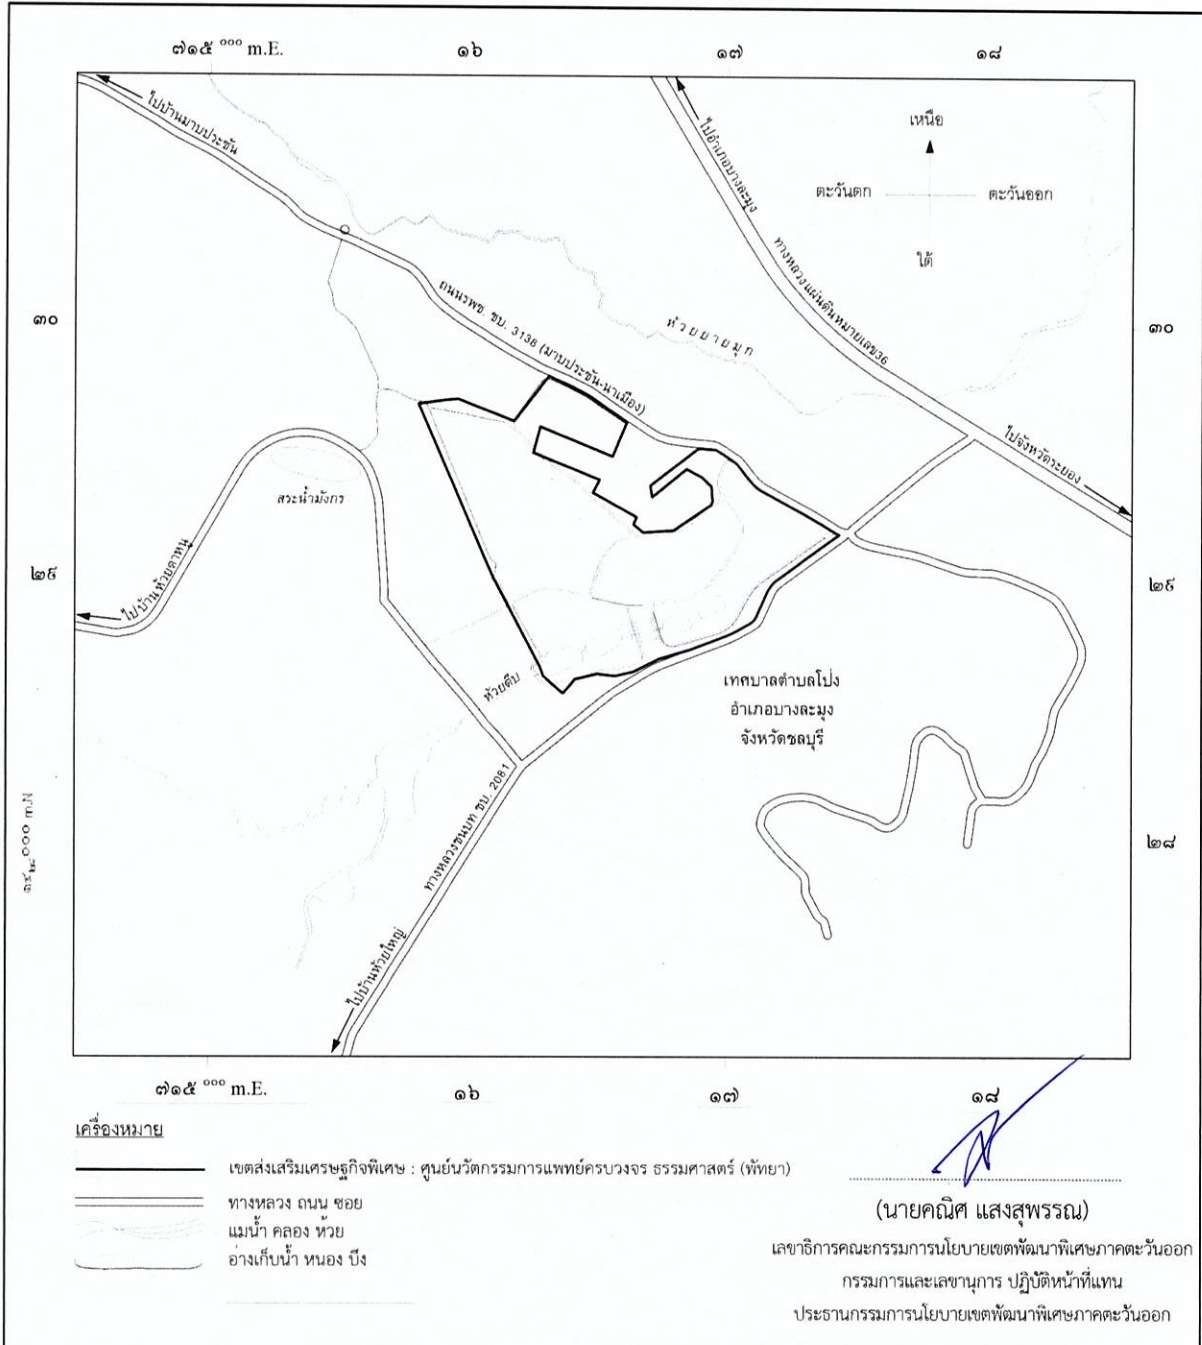 ๗๑๕ ⁰⁰⁰ m.E.
๑๖
๑๗
๑๘
ไปบ้านมาบประชัน
ไปอำเภอบางละมุง
เหนือ
ตะวันตก
ตะวันออก
ใต้
ทางหลวงแผ่นดินหมายเลข36
๓๐
๓๐
ถนนรพช. ชบ. 3138 (มาบประชัน-นาเมือง)
ห้วยยายมุก
ไปจังหวัดระยอง
สระน้ำมังกร
๒๙
๒๙
ไปบ้านห้วยตาหนู
ห้วยตืบ
เทศบาลตำบลโป่ง
อำเภอบางละมุง
จังหวัดชลบุรี
ทางหลวงชนบท ชบ. 2081
๒๘
ไปบ้านห้วยใหญ่
๗๑๕ ⁰⁰⁰ m.E.
๑๖
๑๗
๑๘
เครื่องหมาย
เขตส่งเสริมเศรษฐกิจพิเศษ : ศูนย์นวัตกรรมการแพทย์ครบวงจร ธรรมศาสตร์ (พัทยา)
ทางหลวง ถนน ซอย
แม่น้ำ คลอง ห้วย
อ่างเก็บน้ำ หนอง บึง
(นายคณิศ แสงสุพรรณ)
เลขาธิการคณะกรรมการนโยบายเขตพัฒนาพิเศษภาคตะวันออก
กรรมการและเลขานุการ ปฏิบัติหน้าที่แทน
ประธานกรรมการนโยบายเขตพัฒนาพิเศษภาคตะวันออก